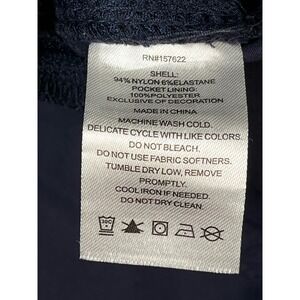 RN#157622
SHELL:
94% NYLON 6%ELASTANE
POCKET LINING:
100%POLYESTER
EXCLUSIVE OF DECORATION
MADE IN CHINA
MACHINE WASH COLD.
DELICATE CYCLE WITH LIKE COLORS.
DO NOT BLEACH.
DO NOT USE FABRIC SOFTNERS.
TUMBLE DRY LOW, REMOVE
PROMPTLY.
COOL IRON IF NEEDED.
DO NOT DRY CLEAN.